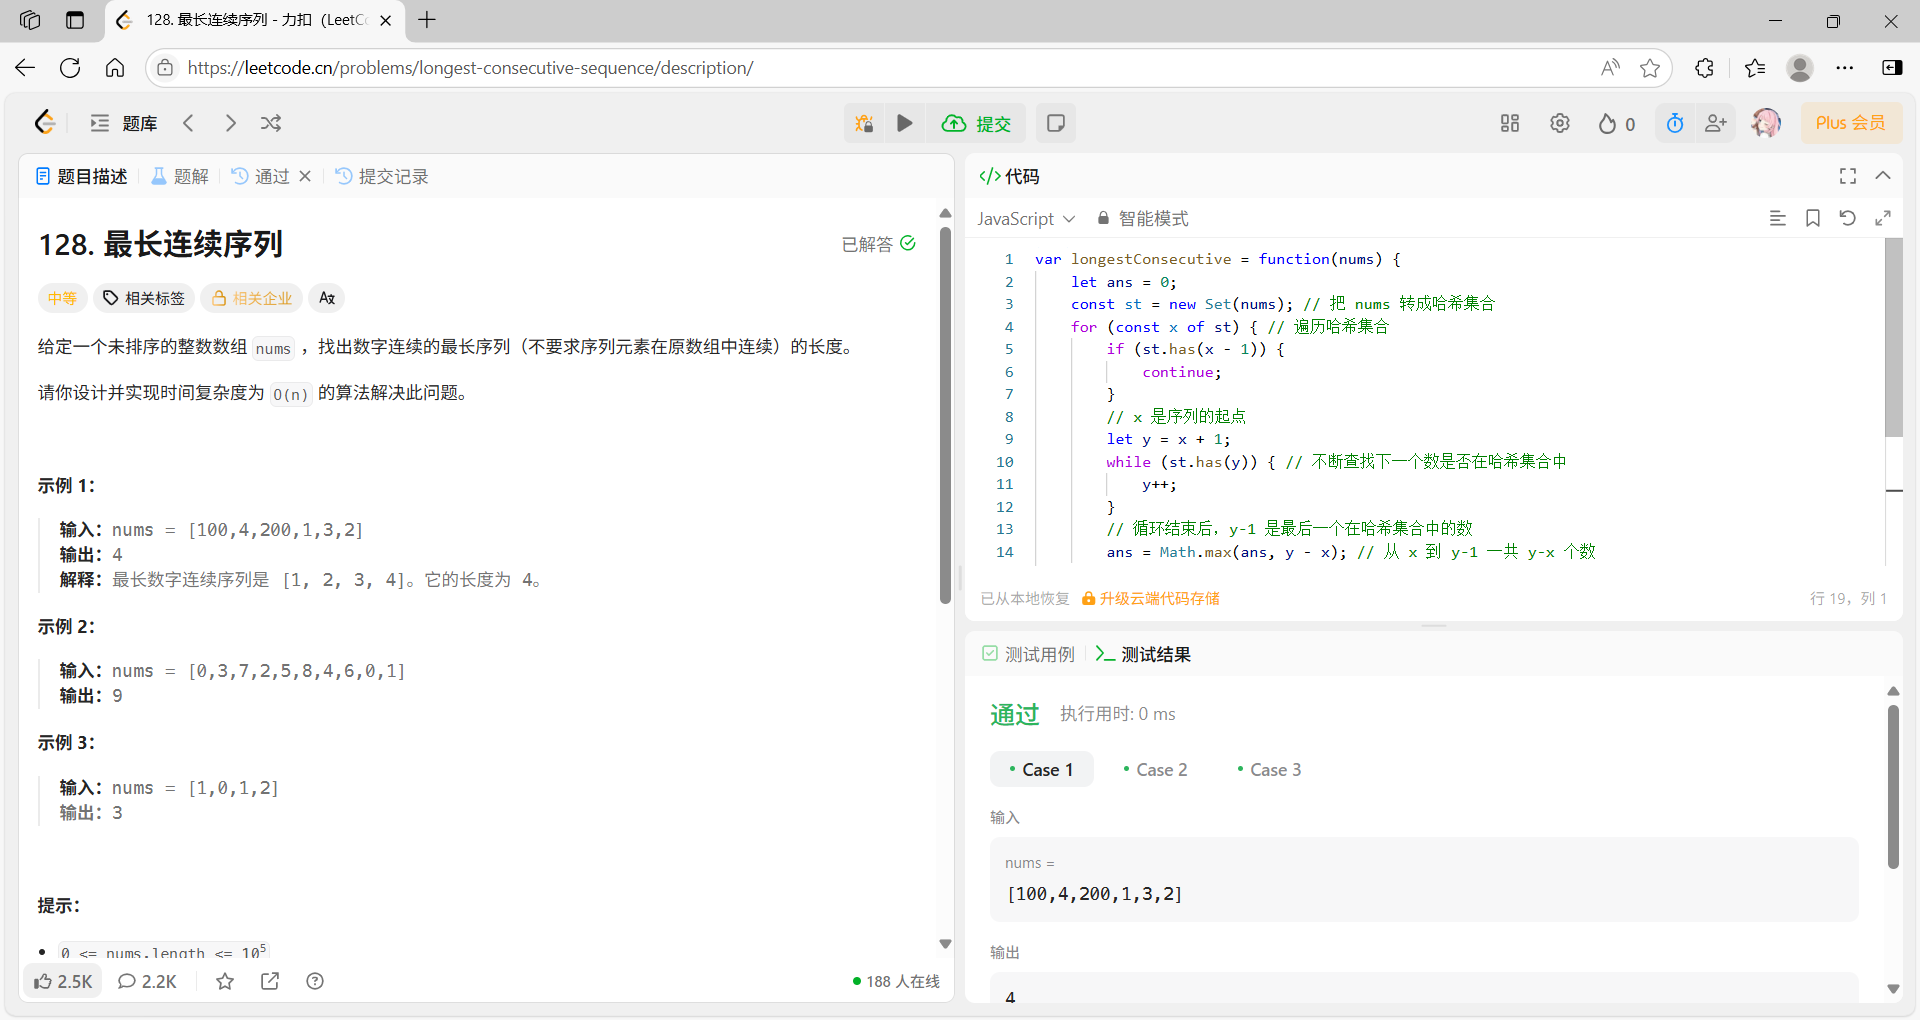 128. 最长连续序列 - 力扣（LeetCo
https://leetcode.cn/problems/longest-consecutive-sequence/description/
题库
提交
0
Plus 会员
题目描述
题解
通过
提交记录
128. 最长连续序列
已解答
中等
相关标签
相关企业
给定一个未排序的整数数组 nums ，找出数字连续的最长序列（不要求序列元素在原数组中连续）的长度。
请你设计并实现时间复杂度为 O(n) 的算法解决此问题。
示例 1：
输入：nums = [100,4,200,1,3,2]
输出：4
解释：最长数字连续序列是 [1, 2, 3, 4]。它的长度为 4。
示例 2：
输入：nums = [0,3,7,2,5,8,4,6,0,1]
输出：9
示例 3：
输入：nums = [1,0,1,2]
输出：3
提示：
0 <= nums.length <= 10⁵
2.5K
2.2K
188 人在线
</> 代码
JavaScript
智能模式
1 var longestConsecutive = function(nums) {
2 let ans = 0;
3 const st = new Set(nums); // 把 nums 转成哈希集合
4 for (const x of st) { // 遍历哈希集合
5 if (st.has(x - 1)) {
6 continue;
7 }
8 // x 是序列的起点
9 let y = x + 1;
10 while (st.has(y)) { // 不断查找下一个数是否在哈希集合中
11 y++;
12 }
13 // 循环结束后，y-1 是最后一个在哈希集合中的数
14 ans = Math.max(ans, y - x); // 从 x 到 y-1 一共 y-x 个数
已从本地恢复
升级云端代码存储
行 19，列 1
测试用例
测试结果
通过
执行用时: 0 ms
Case 1
Case 2
Case 3
输入
nums =
[100,4,200,1,3,2]
输出
4